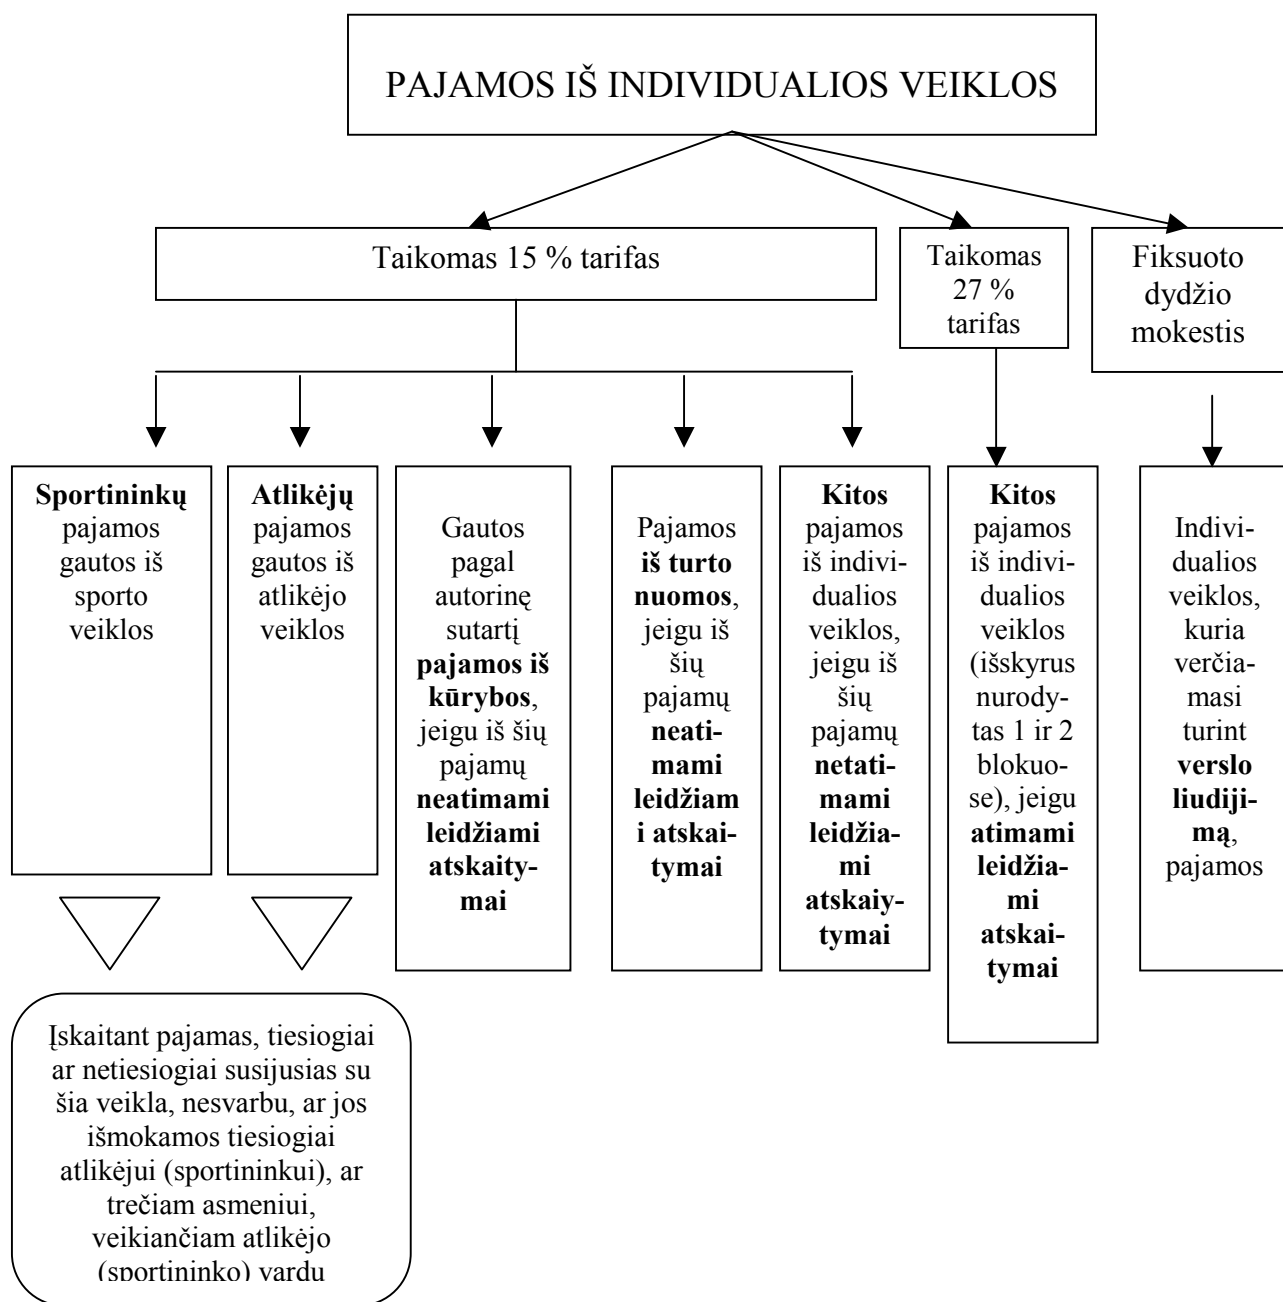 PAJAMOS IŠ INDIVIDUALIOS VEIKLOS
Taikomas 15 % tarifas
Taikomas
27 %
tarifas
Fiksuoto
dydžio
mokestis
Sportininkų
pajamos
gautos iš
sporto
veiklos
Atlikėjų
pajamos
gautos iš
atlikėjo
veiklos
Gautos
pagal
autorinę
sutartį
pajamos iš
kūrybos,
jeigu iš šių
pajamų
neatimami
leidžiami
atskaity-
mai
Pajamos
iš turto
nuomos,
jeigu iš
šių
pajamų
neati-
mami
leidžiam
i atskai-
tymai
Kitos
pajamos
iš indivi-
dualios
veiklos,
jeigu iš
šių
pajamų
netati-
mami
leidžia-
mi
atskaiy-
tymai
Kitos
pajamos
iš indivi-
dualios
veiklos
(išskyrus
nurody-
tas 1 ir 2
blokuo-
se), jeigu
atimami
leidžia-
mi
atskai-
tymai
Indivi-
dualios
veiklos,
kuria
verčia-
masi
turint
verslo
liudiji-
mą,
pajamos
Įskaitant pajamas, tiesiogiai
ar netiesiogiai susijusias su
šia veikla, nesvarbu, ar jos
išmokamos tiesiogiai
atlikėjui (sportininkui), ar
trečiam asmeniui,
veikiančiam atlikėjo
(sportininko) vardu